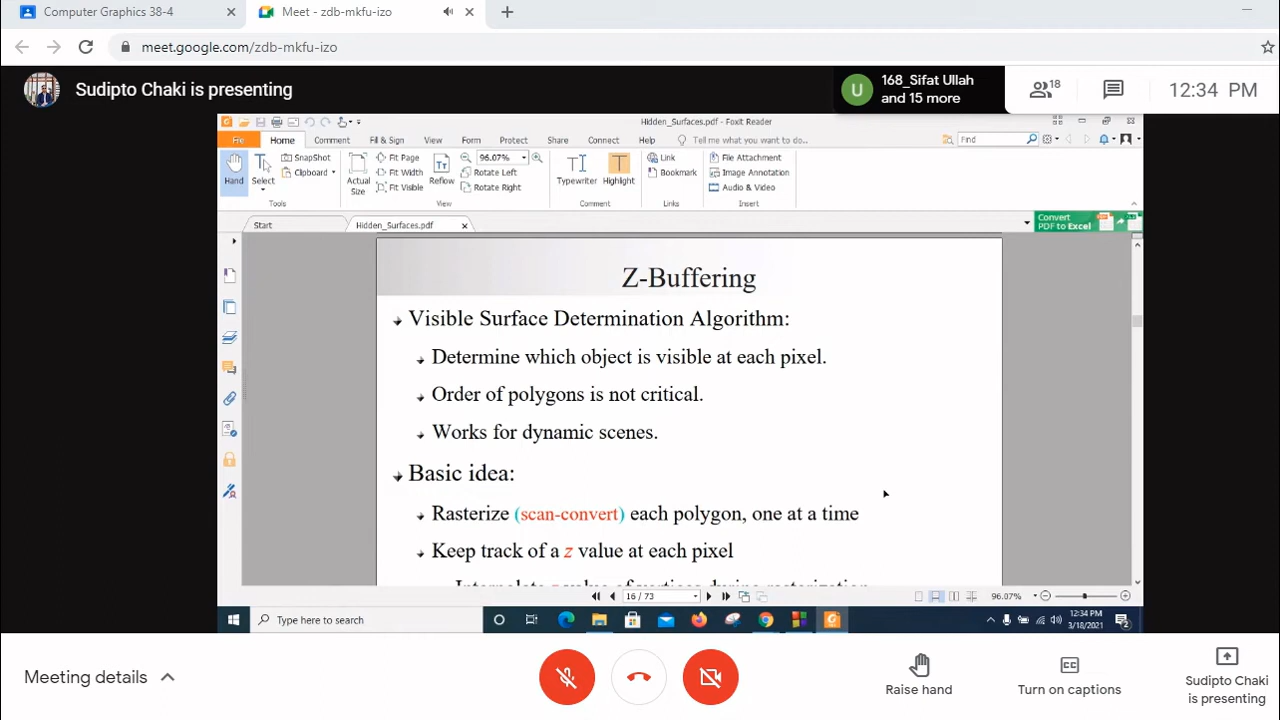 Computer Graphics 38-4
Meet - zdb-mkfu-izo
meet.google.com/zdb-mkfu-izo
Sudipto Chaki is presenting
U
168_Sifat Ullah
and 15 more
18
12:34 PM
Hidden_Surfaces.pdf - Foxit Reader
File Home Comment Fill & Sign View Form Protect Share Connect Help Tell me what you want to do... Find
Hand
Select
SnapShot
Clipboard
Tools
Actual
Size
Fit Page
Fit Width
Fit Visible
Reflow
96.07%
Rotate Left
Rotate Right
View
Typewriter
Highlight
Comment
Link
Bookmark
Links
File Attachment
Image Annotation
Audio & Video
Insert
Start
Hidden_Surfaces.pdf
Convert
PDF to Excel
Z-Buffering
Visible Surface Determination Algorithm:
Determine which object is visible at each pixel.
Order of polygons is not critical.
Works for dynamic scenes.
Basic idea:
Rasterize (scan-convert) each polygon, one at a time
Keep track of a z value at each pixel
Interpolate z value of vertices during rasterization
16 / 73
96.07%
Type here to search
12:34 PM
3/18/2021
2
Meeting details
Raise hand
CC
Turn on captions
Sudipto Chaki
is presenting